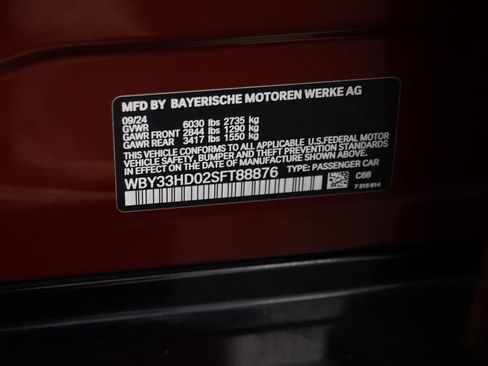 MFD BY BAYERISCHE MOTOREN WERKE AG
09/24
GVWR 6030 lbs 2735 kg
GAWR FRONT 2844 lbs 1290 kg
GAWR REAR 3417 lbs 1550 kg
THIS VEHICLE CONFORMS TO ALL APPLICABLE U.S.FEDERAL MOTOR
VEHICLE SAFETY, BUMPER, AND THEFT PREVENTION STANDARDS
IN EFFECT ON THE DATE OF MANUFACTURE SHOWN ABOVE.
WBY33HD02SFT88876 TYPE: PASSENGER CAR
C68
7 315 814